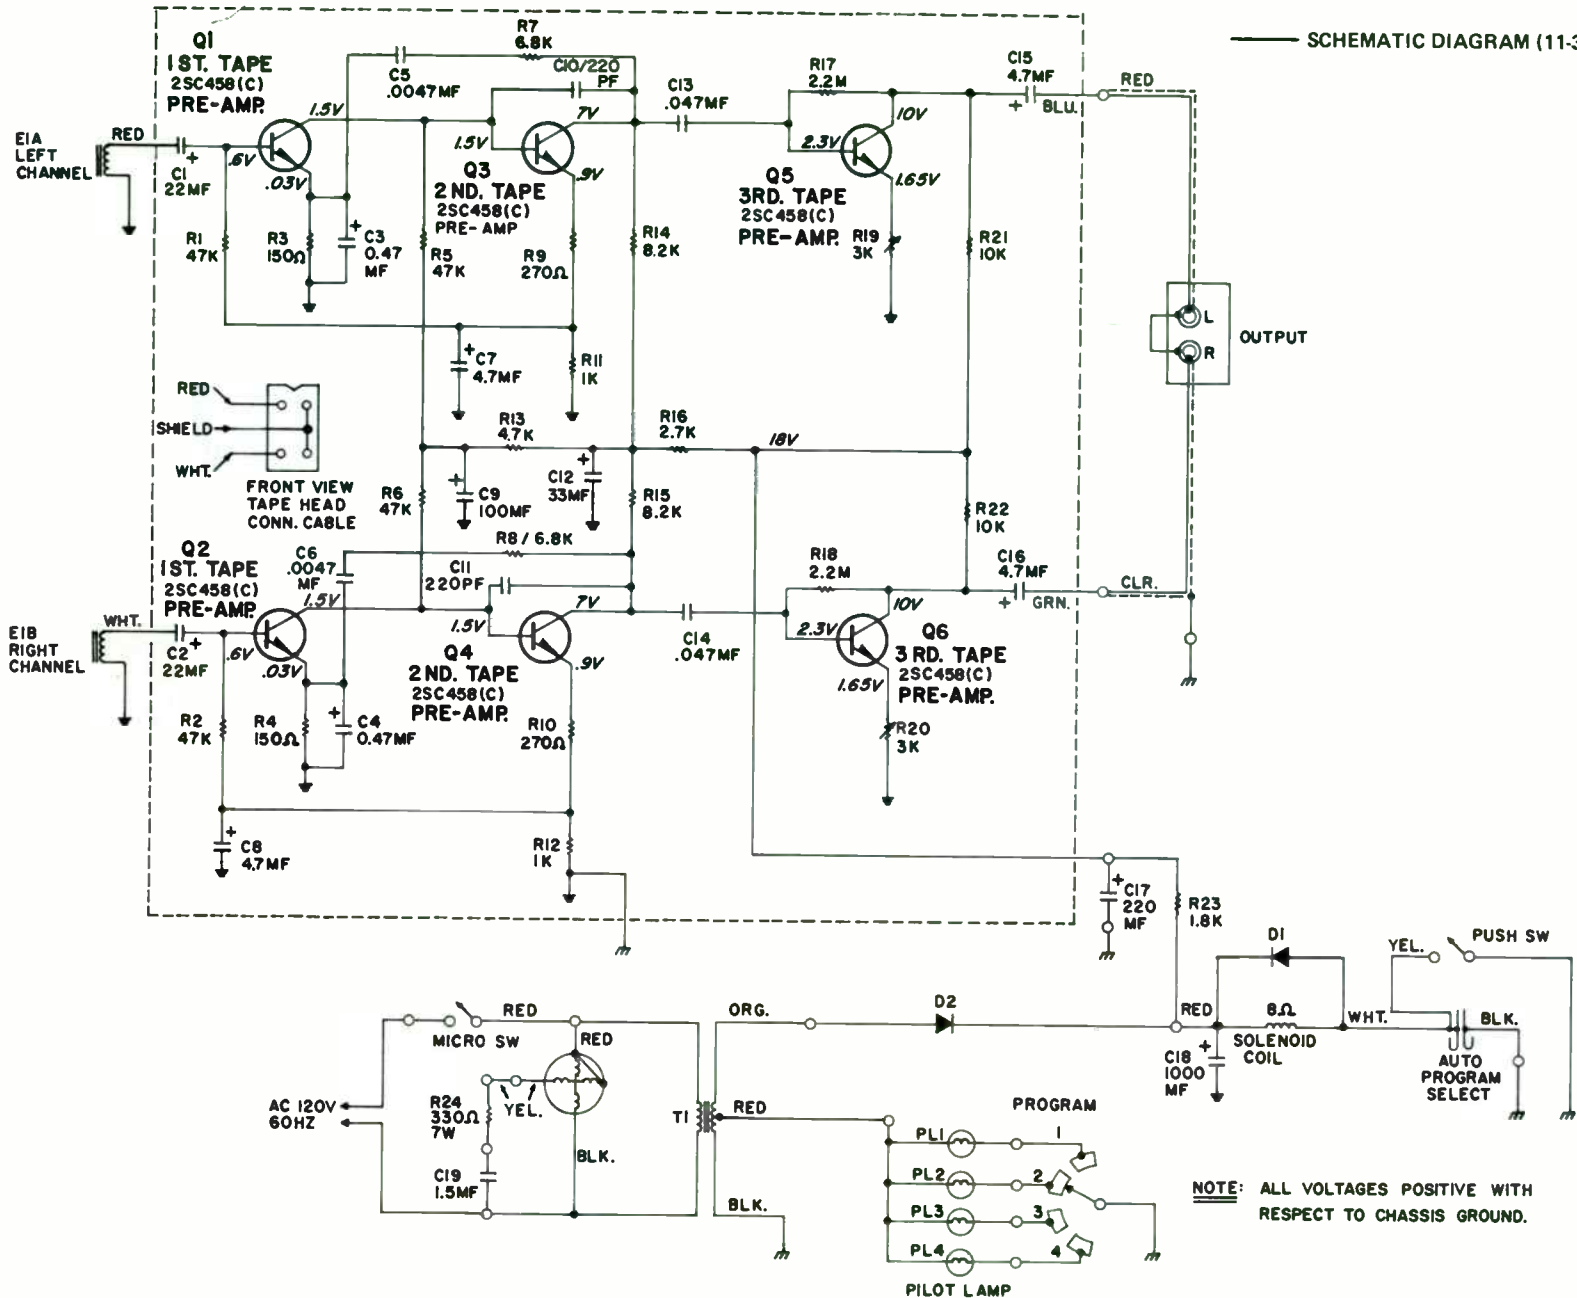 SCHEMATIC DIAGRAM (11-3
Q1
1ST. TAPE
2SC458(C)
PRE-AMP.
R7
6.8K
C5
.0047MF
C10/220
PF
C13
.047MF
R17
2.2M
C15
4.7MF
+ BLU.
RED
E1A
LEFT
CHANNEL
RED
C1
22MF
+
.6V
1.5V
.03V
1.5V
7V
.9V
Q3
2ND. TAPE
2SC458(C)
PRE-AMP
2.3V
10V
1.65V
Q5
3RD. TAPE
2SC458(C)
PRE-AMP.
R1
47K
R3
150Ω
+
C3
0.47
MF
R5
47K
R9
270Ω
R14
8.2K
R19
3K
R21
10K
L
R
OUTPUT
+
C7
4.7MF
R11
1K
RED
SHIELD
WHT.
FRONT VIEW
TAPE HEAD
CONN. CABLE
R13
4.7K
R16
2.7K
18V
R6
47K
+
C9
100MF
+
C12
33MF
R15
8.2K
R22
10K
Q2
1ST. TAPE
2SC458(C)
PRE-AMP.
C6
.0047
MF
R8 / 6.8K
C11
220PF
R18
2.2M
C16
4.7MF
+ GRN.
CLR.
E1B
RIGHT
CHANNEL
WHT.
C2
22MF
+
.6V
1.5V
.03V
1.5V
7V
.9V
Q4
2ND. TAPE
2SC458(C)
PRE-AMP.
C14
.047MF
2.3V
10V
1.65V
Q6
3RD. TAPE
2SC458(C)
PRE-AMP.
R2
47K
R4
150Ω
+
C4
0.47MF
R10
270Ω
R20
3K
+
C8
4.7MF
R12
1K
+
C17
220
MF
R23
1.8K
D1
YEL.
PUSH SW
RED
MICRO SW
RED
ORG.
D2
RED
8Ω
SOLENOID
COIL
WHT.
BLK.
AUTO
PROGRAM
SELECT
+
C18
1000
MF
AC 120V
60HZ
R24
330Ω
7W
YEL.
C19
1.5MF
BLK.
T1
RED
BLK.
PROGRAM
PL1
1
PL2
2
PL3
3
PL4
4
PILOT LAMP
NOTE: ALL VOLTAGES POSITIVE WITH
RESPECT TO CHASSIS GROUND.